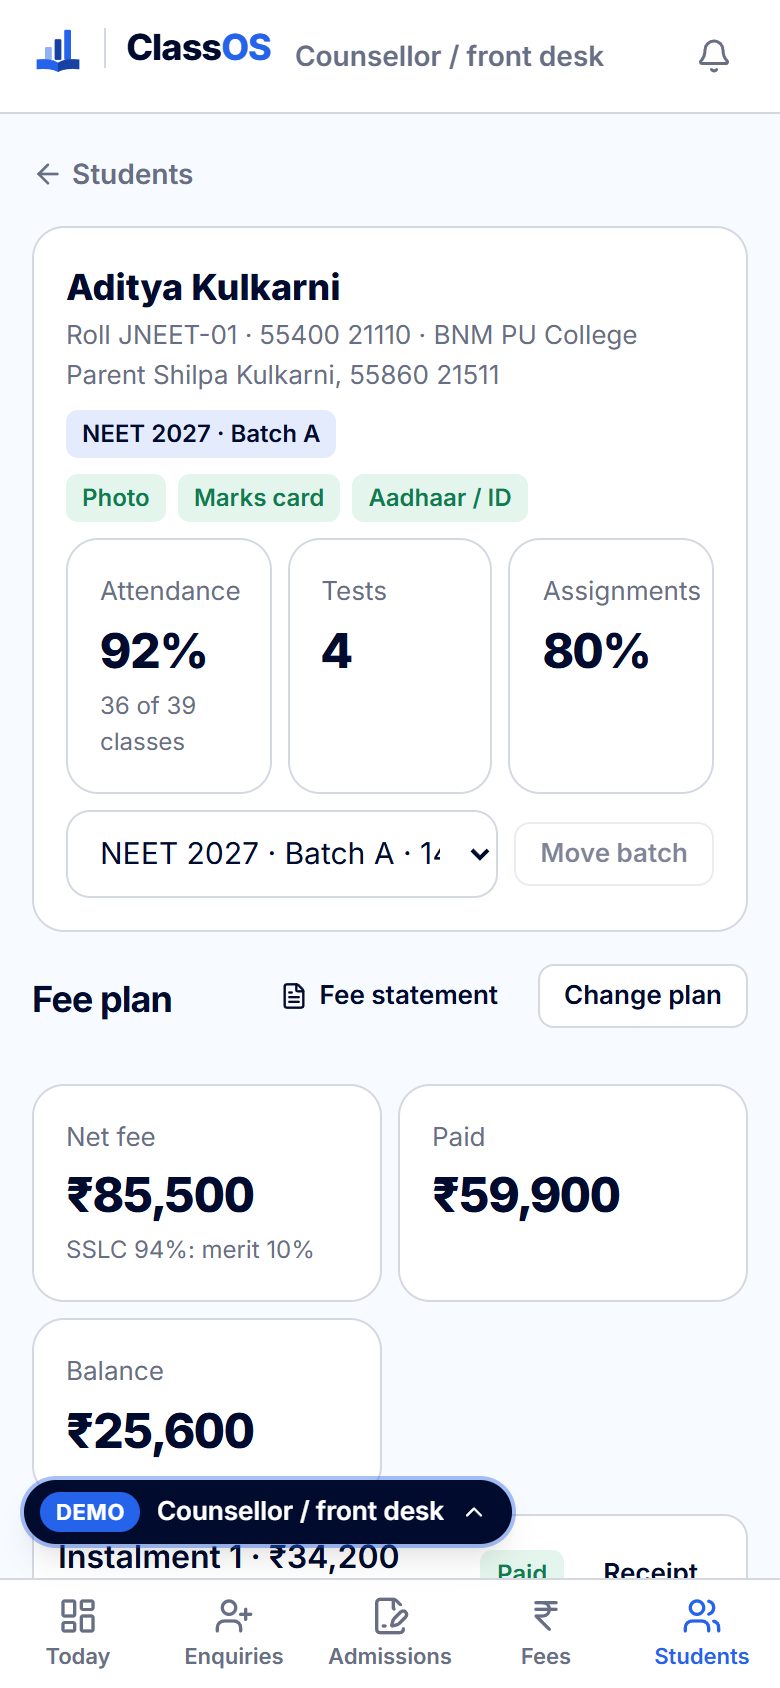 ClassOS Counsellor / front desk
Students
Aditya Kulkarni
Roll JNEET-01 · 55400 21110 · BNM PU College
Parent Shilpa Kulkarni, 55860 21511
NEET 2027 · Batch A
Photo Marks card Aadhaar / ID
Attendance Tests Assignments
92% 4 80%
36 of 39
classes
NEET 2027 · Batch A · 14 Move batch
Fee plan Fee statement Change plan
Net fee Paid
₹85,500 ₹59,900
SSLC 94%: merit 10%
Balance
₹25,600
DEMO Counsellor / front desk
Instalment 1 · ₹34,200 Paid Receipt
Today Enquiries Admissions Fees Students